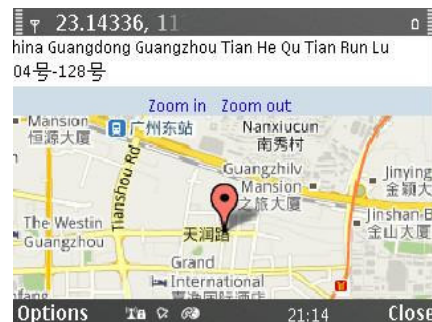 23.14336, 11
hina Guangdong Guangzhou Tian He Qu Tian Run Lu
04号-128号
Zoom in Zoom out
Mansion
恒源大厦
广州东站
Nanxiucun
南秀村
Tianshou Rd
Guangzhilv
Mansion
之旅大厦
Jinying
金颖大
The Westin
Guangzhou
天润路
Jinshan B
金山大厦
Grand
International
Options
21:14
Close